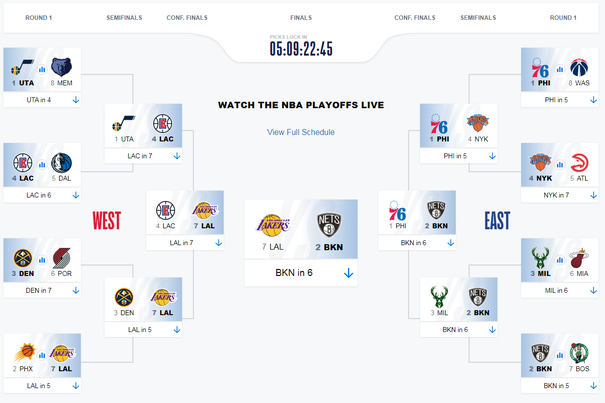 ROUND 1 SEMIFINALS CONF. FINALS FINALS CONF. FINALS SEMIFINALS ROUND 1
PICKS LOCK IN
05:09:22:45
WATCH THE NBA PLAYOFFS LIVE
View Full Schedule
WEST
1 UTA 8 MEM
UTA in 4
4 LAC 5 DAL
LAC in 6
3 DEN 6 POR
DEN in 7
2 PHX 7 LAL
LAL in 5
1 UTA 4 LAC
LAC in 7
3 DEN 7 LAL
LAL in 5
4 LAC 7 LAL
LAL in 7
7 LAL 2 BKN
BKN in 6
EAST
1 PHI 2 BKN
BKN in 6
1 PHI 4 NYK
PHI in 5
3 MIL 2 BKN
BKN in 6
1 PHI 8 WAS
PHI in 5
4 NYK 5 ATL
NYK in 7
3 MIL 6 MIA
MIL in 6
2 BKN 7 BOS
BKN in 5